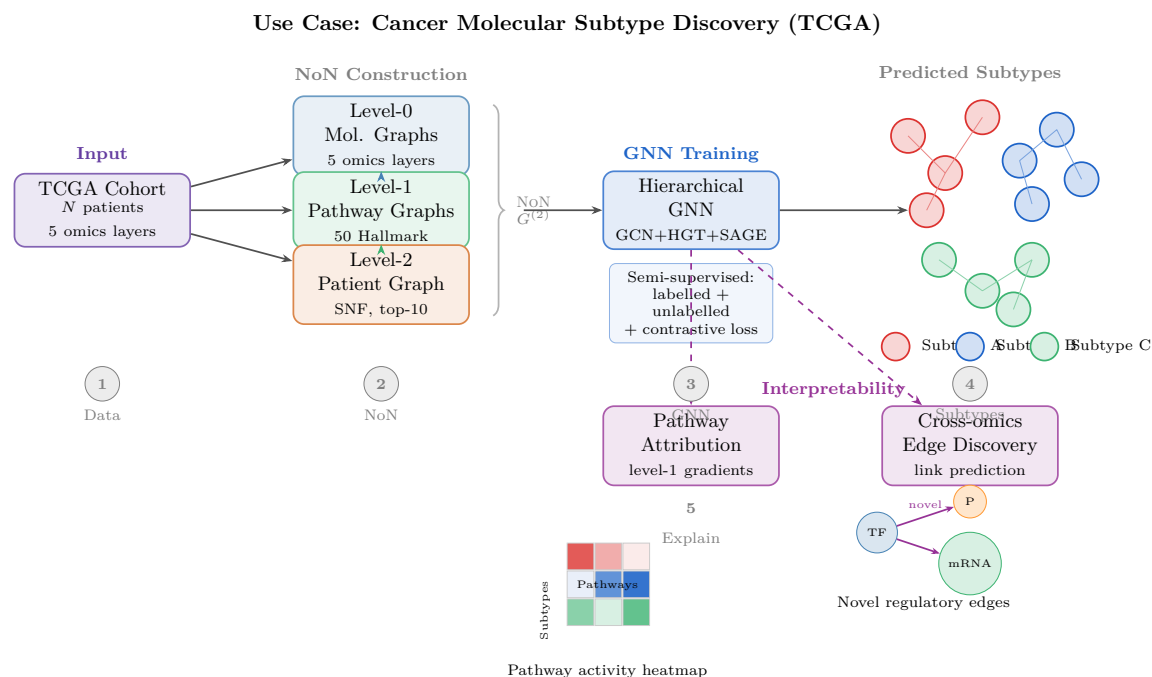 Use Case: Cancer Molecular Subtype Discovery (TCGA)
NoN Construction
Predicted Subtypes
Input
GNN Training
TCGA Cohort
N patients
5 omics layers
Level-0
Mol. Graphs
5 omics layers
Level-1
Pathway Graphs
50 Hallmark
Level-2
Patient Graph
SNF, top-10
NoN
G(2)
Hierarchical
GNN
GCN+HGT+SAGE
Semi-supervised:
labelled +
unlabelled
+ contrastive loss
Subtype A
Subtype B
Subtype C
1
Data
2
NoN
3
GNN
4
Subtypes
Interpretability
Pathway
Attribution
level-1 gradients
Cross-omics
Edge Discovery
link prediction
5
Explain
novel
TF
P
mRNA
Novel regulatory edges
Subtypes
Pathways
Pathway activity heatmap